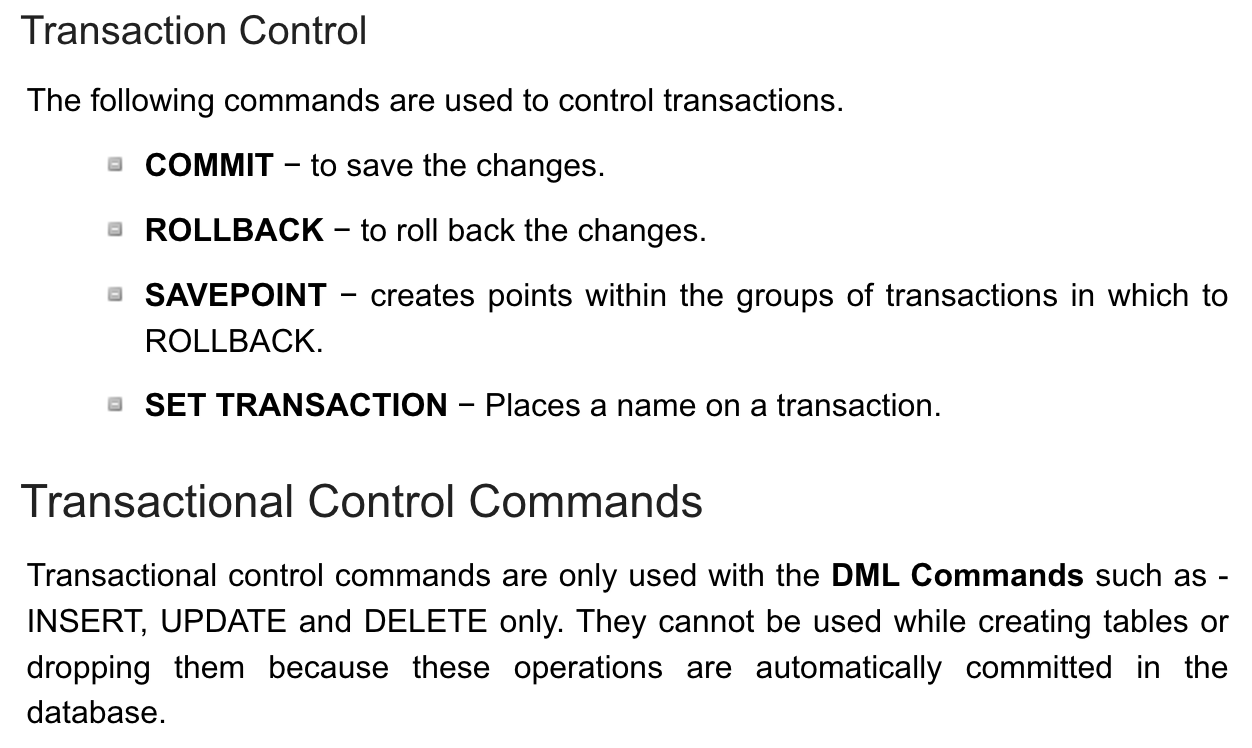 Transaction Control
The following commands are used to control transactions.
COMMIT − to save the changes.
ROLLBACK − to roll back the changes.
SAVEPOINT − creates points within the groups of transactions in which to
ROLLBACK.
SET TRANSACTION − Places a name on a transaction.
Transactional Control Commands
Transactional control commands are only used with the DML Commands such as -
INSERT, UPDATE and DELETE only. They cannot be used while creating tables or
dropping them because these operations are automatically committed in the
database.